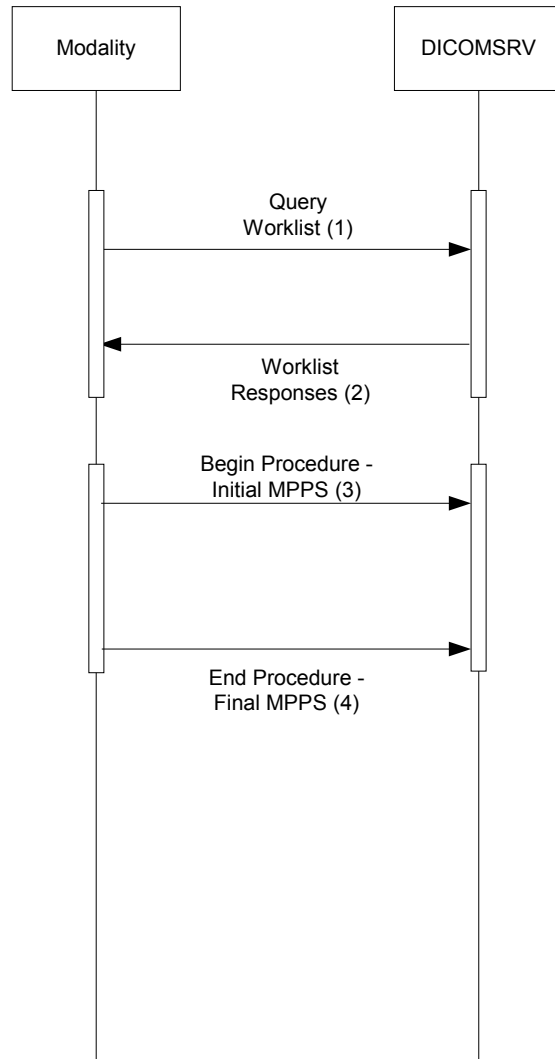 Modality
DICOMSRV
Query
Worklist (1)
Worklist
Responses (2)
Begin Procedure -
Initial MPPS (3)
End Procedure -
Final MPPS (4)